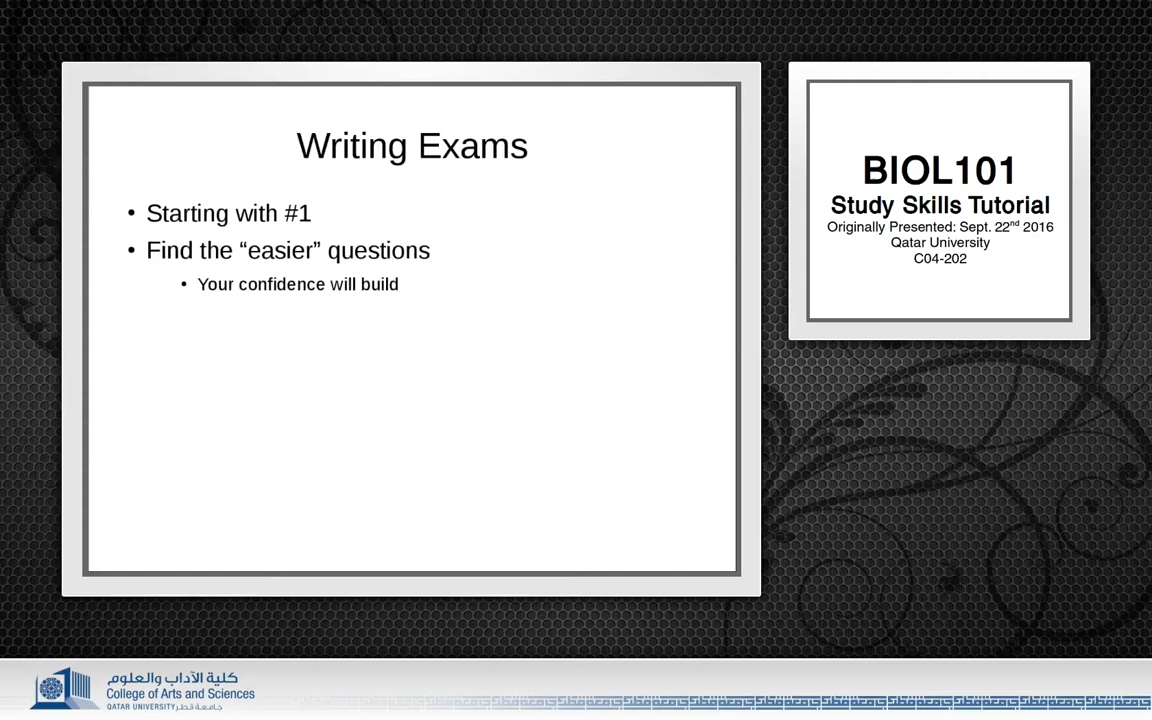 Writing Exams
• Starting with #1
• Find the “easier” questions
• Your confidence will build
BIOL101
Study Skills Tutorial
Originally Presented: Sept. 22nd 2016
Qatar University
C04-202
كلية الآداب والعلوم
College of Arts and Sciences
QATAR UNIVERSITY جامعة قطر